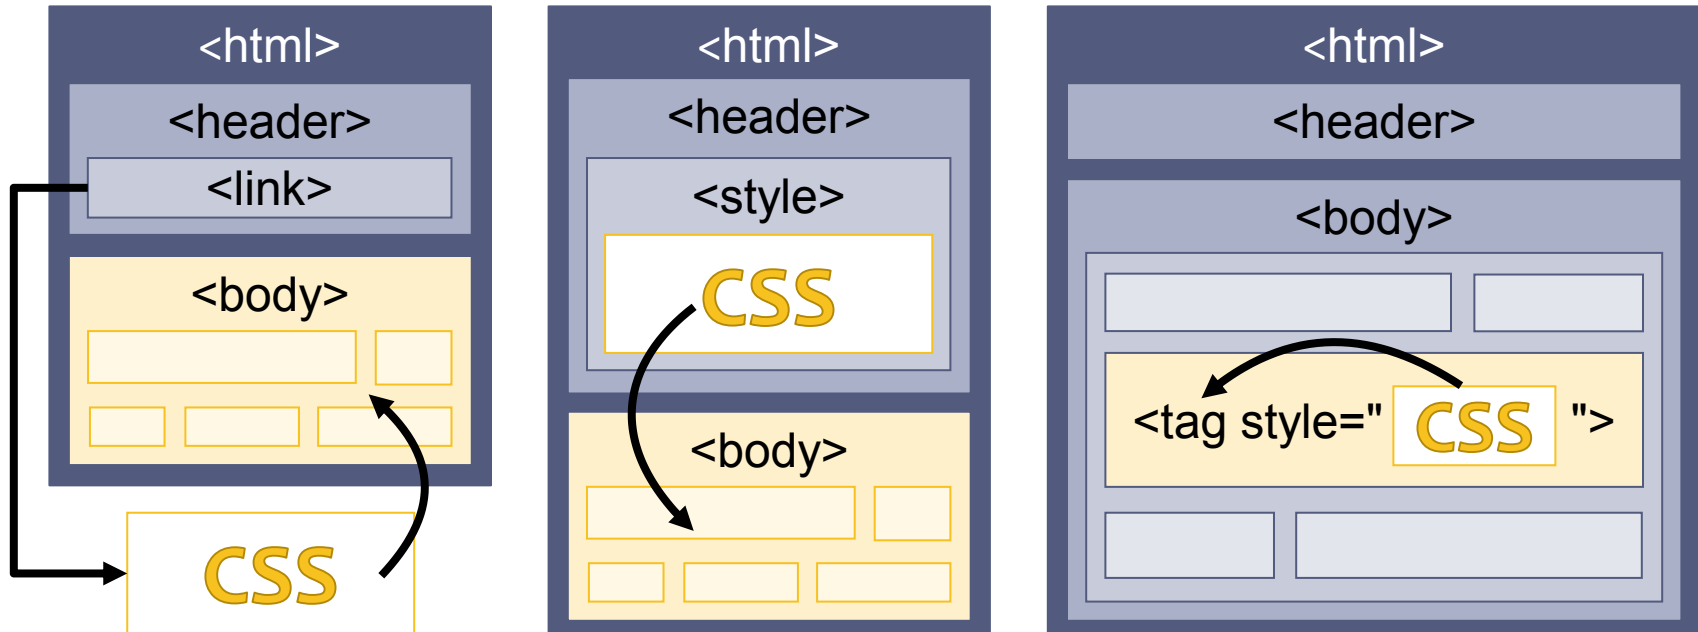 <html>
<header>
<link>
<body>
CSS
<html>
<header>
<style>
CSS
<body>
<html>
<header>
<body>
<tag style=" CSS ">